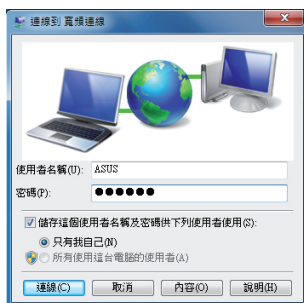 連線到 寬頻連線
使用者名稱(U): ASUS
密碼(P): ●●●●●●
儲存這個使用者名稱及密碼供下列使用者使用(S):
只有我自己(N)
所有使用這台電腦的使用者(A)
連線(C) 取消 內容(O) 說明(H)